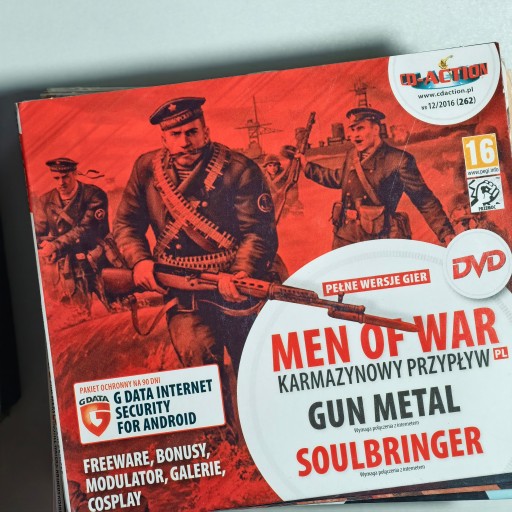 CD-ACTION
www.cdaction.pl
nr 12/2016 (262)
16
www.pegi.info
PRZEMOC
DVD
PEŁNE WERSJE GIER
MEN OF WAR
KARMAZYNOWY PRZYPŁYW PL
GUN METAL
Wymaga połączenia z internetem
SOULBRINGER
Wymaga połączenia z internetem
PAKIET OCHRONNY NA 90 DNI
G DATA
G DATA INTERNET
SECURITY
FOR ANDROID
FREEWARE, BONUSY,
MODULATOR, GALERIE,
COSPLAY